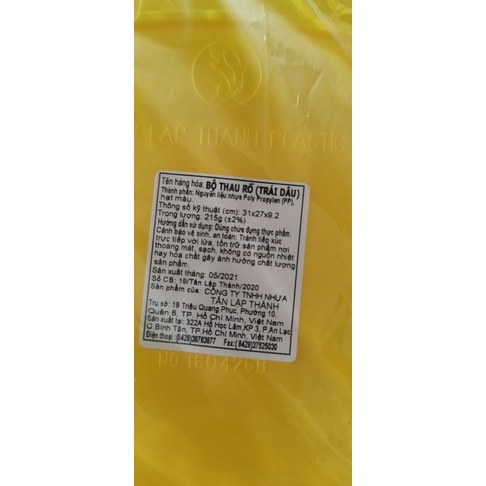 LAP THANH PLASTIC
Tên hàng hóa: BỘ THAU RỔ (TRÁI DÂU)
Thành phần: Nguyên liệu nhựa Poly Propylen (PP),
hạt màu.
Thông số kỹ thuật (cm): 31x27x9.2
Trọng lượng: 215g (±2%)
Hướng dẫn sử dụng: Dùng chứa đựng thực phẩm.
Cảnh báo vệ sinh, an toàn: Tránh tiếp xúc
trực tiếp với lửa, tồn trữ sản phẩm nơi
thoáng mát, sạch, không có nguồn nhiệt
hay hóa chất gây ảnh hưởng chất lượng
sản phẩm.
Sản xuất tháng: 05/2021
Số CB: 19/Tân Lập Thành/2020
Sản phẩm của: CÔNG TY TNHH NHỰA
TÂN LẬP THÀNH
Trụ sở: 19 Triệu Quang Phục, Phường 10,
Quận 5, TP. Hồ Chí Minh, Việt Nam
Sản xuất tại: 322A Hồ Học Lãm, KP 3, P. An Lạc,
Q. Bình Tân, TP. Hồ Chí Minh, Việt Nam
Điện thoại: (8428)38763877 Fax: (8428)37525030
No 1604268